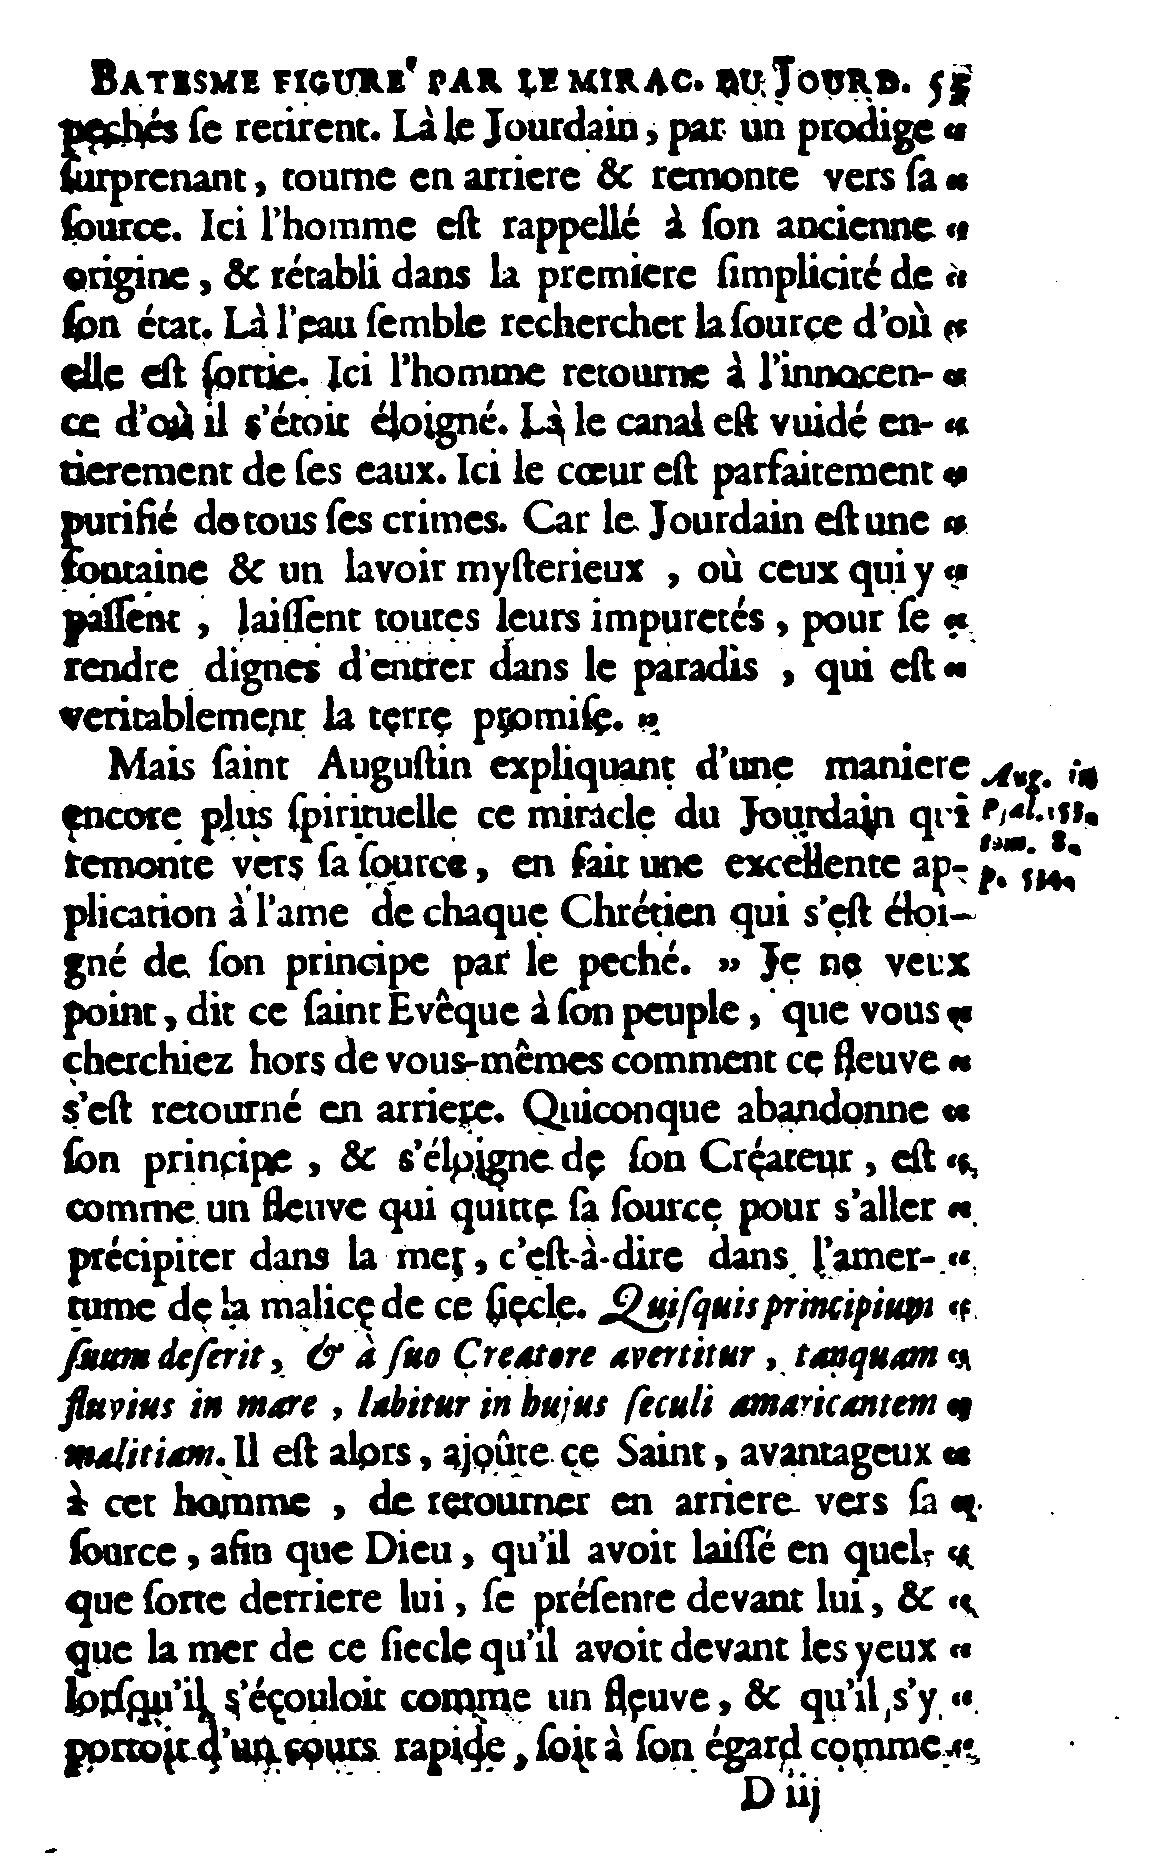 BATESME FIGURE' PAR LE MIRAC. DU JOURD.
pechés ſe retirent. Là le Jourdain, par un prodige “
ſurprenant, tourne en arriere & remonte vers ſa “
ſource. Ici l'homme eſt rappellé à ſon ancienne “
origine, & rétabli dans la premiere ſimplicité de “
ſon état. Là l'eau ſemble rechercher la ſource d'où “
elle eſt ſortie. Ici l'homme retourne à l'innocen- “
ce d'où il s'étoit éloigné. Là le canal eſt vuidé en- “
tierement de ſes eaux. Ici le cœur eſt parfaitement “
purifié de tous ſes crimes. Car le Jourdain eſt une “
fontaine & un lavoir myſterieux, où ceux qui y “
paſſent, laiſſent toutes leurs impuretés, pour ſe “
rendre dignes d'entrer dans le paradis, qui eſt “
veritablement la terre promiſe. ”
Mais ſaint Auguſtin expliquant d'une maniere
encore plus ſpirituelle ce miracle du Jourdain qui
remonte vers ſa ſource, en fait une excellente ap-
plication à l'ame de chaque Chrétien qui s'eſt éloi-
gné de ſon principe par le peché. ” Je ne veux
point, dit ce ſaint Evêque à ſon peuple, que vous “
cherchiez hors de vous-mêmes comment ce fleuve “
s'eſt retourné en arriere. Quiconque abandonne “
ſon principe, & s'éloigne de ſon Créateur, eſt “
comme un fleuve qui quitte ſa ſource pour s'aller “
précipiter dans la mer, c'eſt-à-dire dans l'amer- “
tume de la malice de ce ſiecle. Quiſquis principium “
ſuum deſerit, & à ſuo Creatore avertitur, tanquam “
fluvius in mare, labitur in hujus ſeculi amaricantem “
malitiam. Il eſt alors, ajoûte ce Saint, avantageux “
à cet homme, de retourner en arriere vers ſa “
ſource, afin que Dieu, qu'il avoit laiſſé en quel- “
que ſorte derriere lui, ſe préſente devant lui, & “
que la mer de ce ſiecle qu'il avoit devant les yeux “
lorſqu'il s'écouloit comme un fleuve, & qu'il s'y “
portoit d'un cours rapide, ſoit à ſon égard comme “
D iij
Aug. in
Pſal.
tom. 8.
p.